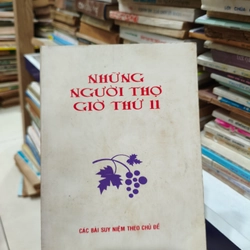 NHỮNG
NGƯỜI THỢ
GIỜ THỨ 11
CÁC BÀI SUY NIỆM THEO CHỦ ĐỀ